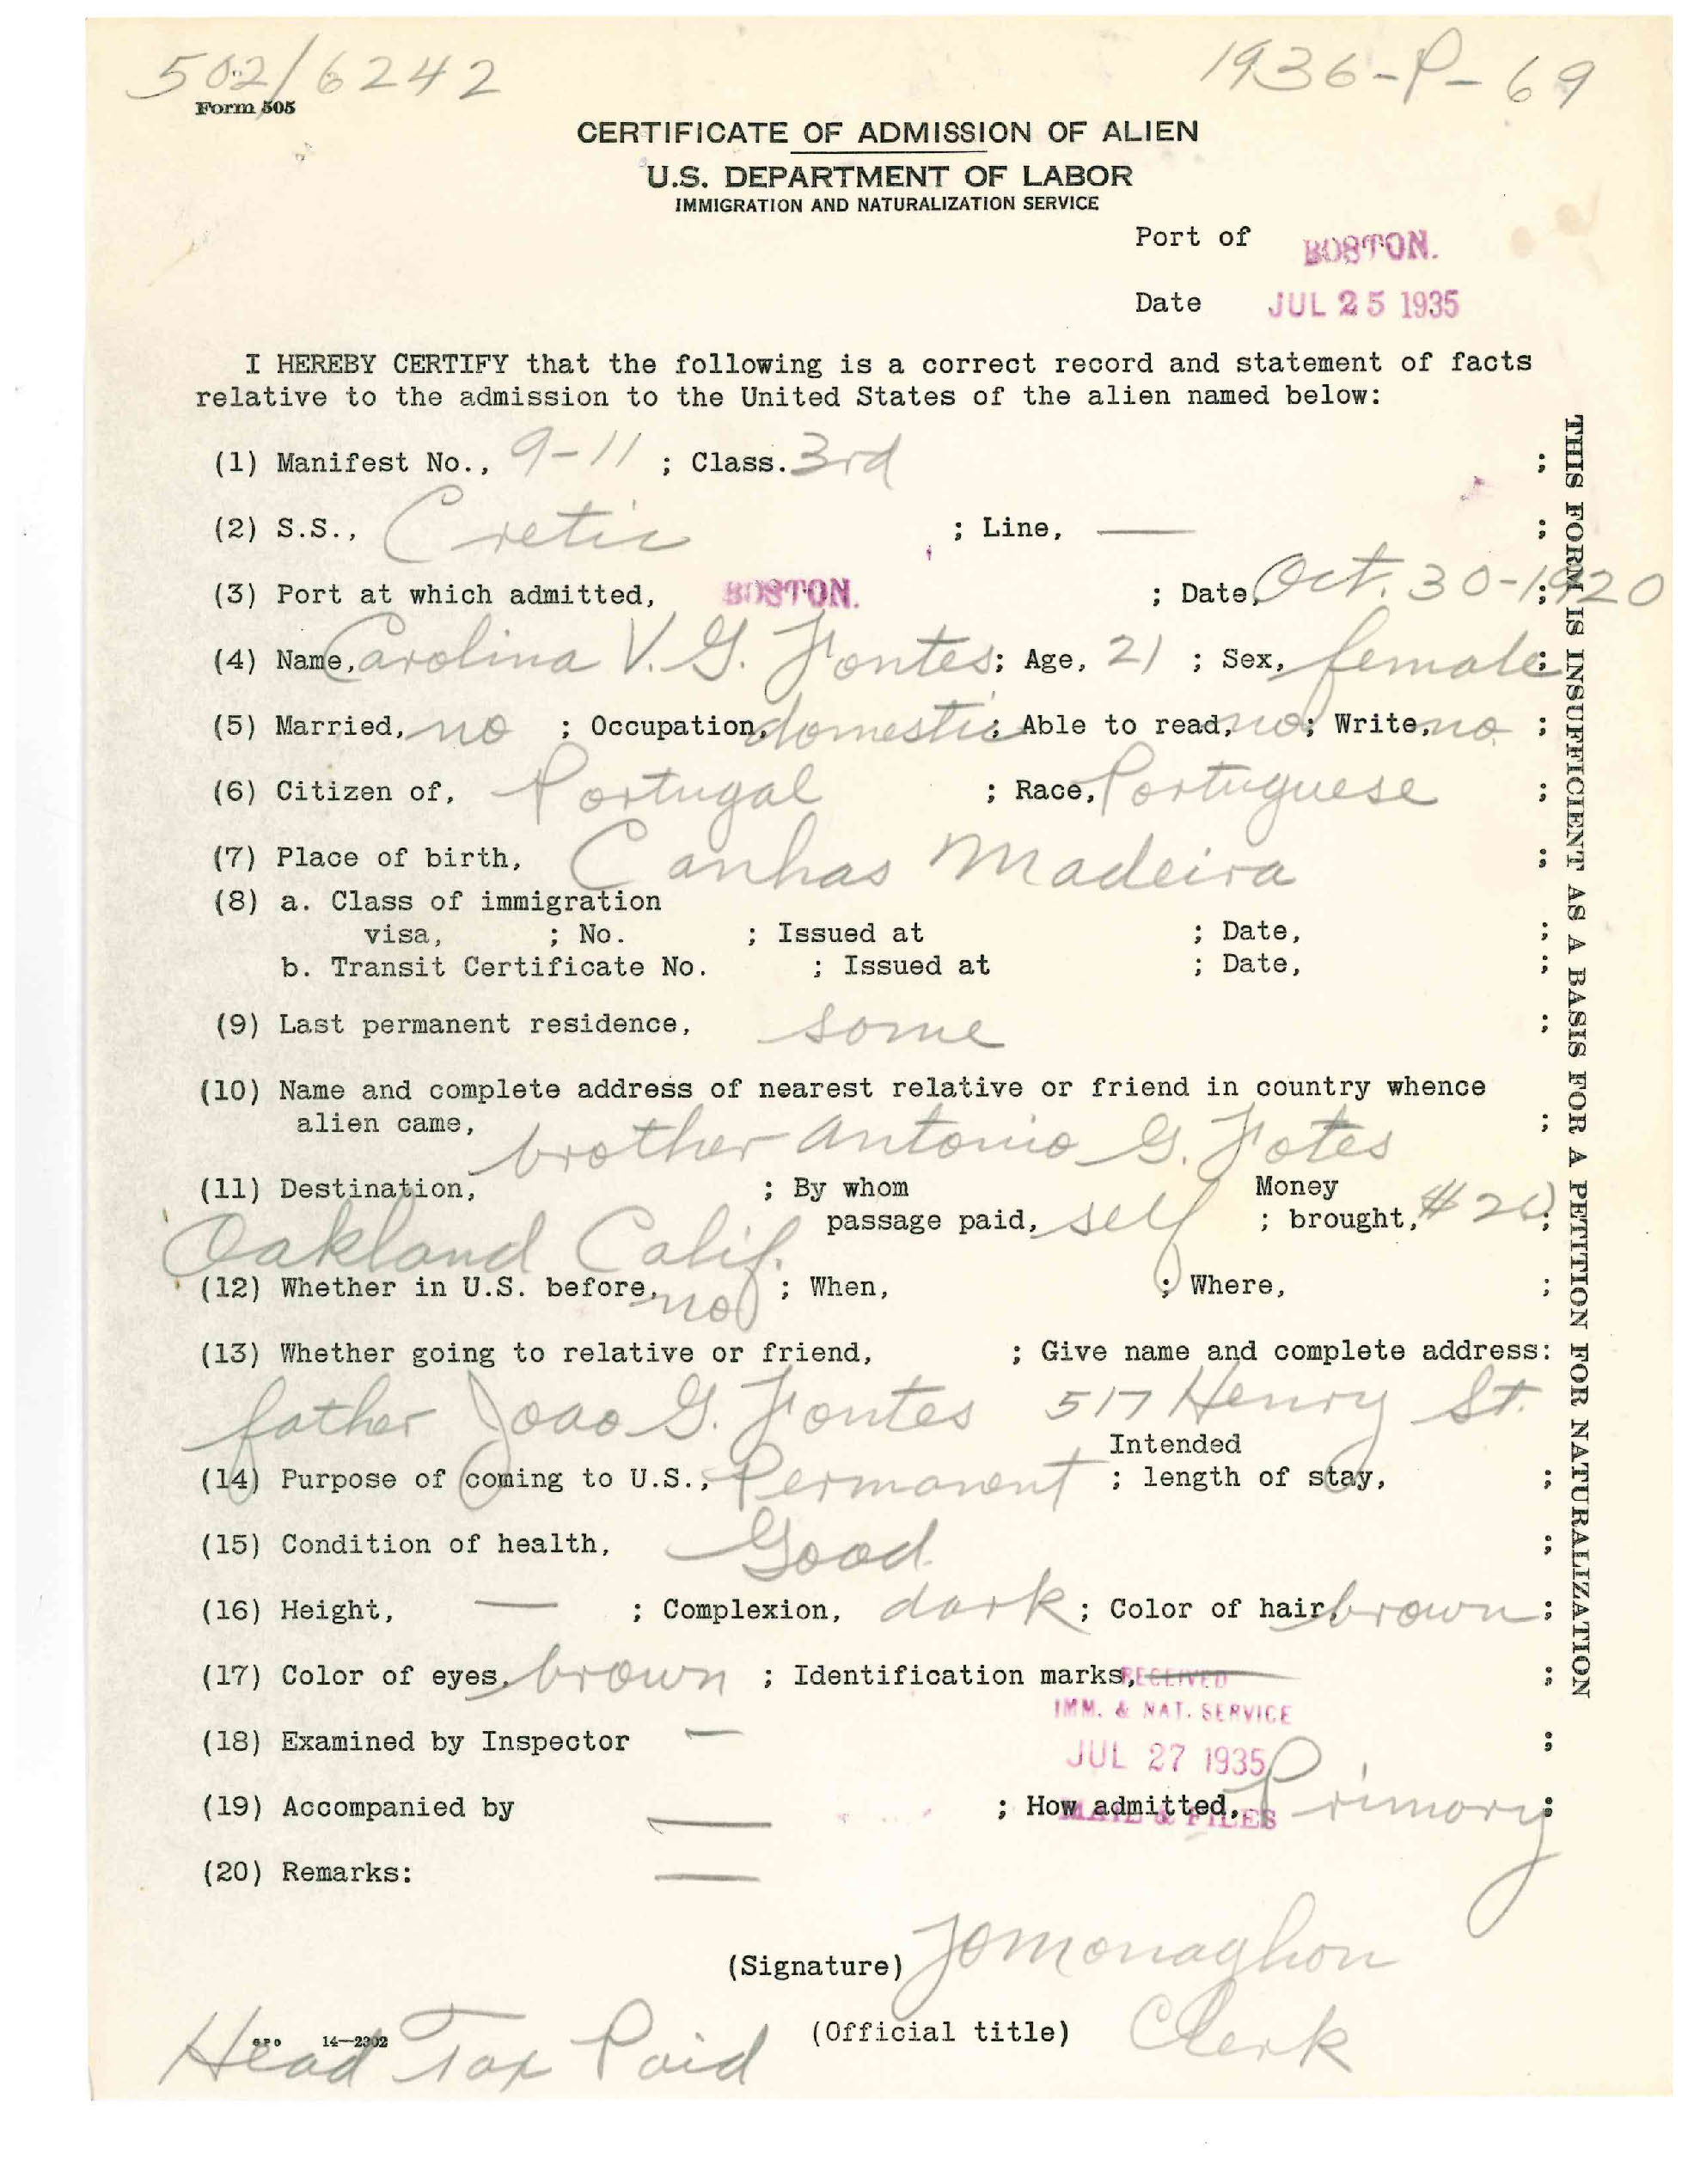 502/6242
1936-P-69
Form 505
CERTIFICATE OF ADMISSION OF ALIEN
U.S. DEPARTMENT OF LABOR
IMMIGRATION AND NATURALIZATION SERVICE
Port of BOSTON.
Date JUL 25 1935
I HEREBY CERTIFY that the following is a correct record and statement of facts
relative to the admission to the United States of the alien named below:
(1) Manifest No., 9-11 ; Class. 3rd ;
(2) S.S., Cretic ; Line, — ;
(3) Port at which admitted, BOSTON. ; Date, Oct. 30-1920 ;
(4) Name, Carolina V. G. Fontes ; Age, 21 ; Sex, female ;
(5) Married, no ; Occupation, domestic ; Able to read, no ; Write, no ;
(6) Citizen of, Portugal ; Race, Portuguese ;
(7) Place of birth, Canhas Madeira ;
(8) a. Class of immigration
visa, ; No. ; Issued at ; Date, ;
b. Transit Certificate No. ; Issued at ; Date, ;
(9) Last permanent residence, some ;
(10) Name and complete address of nearest relative or friend in country whence
alien came, brother Antonio G. Fotes ;
(11) Destination, ; By whom Money
passage paid, self ; brought, #20 ;
Oakland Calif.
(12) Whether in U.S. before, no ; When, ; Where, ;
(13) Whether going to relative or friend, ; Give name and complete address:
father Joao G. Fontes 517 Henry St.
Intended
(14) Purpose of coming to U.S., Permanent ; length of stay, ;
(15) Condition of health, Good ;
(16) Height, — ; Complexion, dark ; Color of hair, brown ;
(17) Color of eyes, brown ; Identification marks, — ;
RECEIVED
IMM. & NAT. SERVICE
(18) Examined by Inspector — ;
JUL 27 1935
(19) Accompanied by — ; How admitted, Primary ;
MAIL & FILES
(20) Remarks: —
(Signature) JOMonaghan
(Official title) Clerk
GPO 14—2302
Head Tax Paid
THIS FORM IS INSUFFICIENT AS A BASIS FOR A PETITION FOR NATURALIZATION